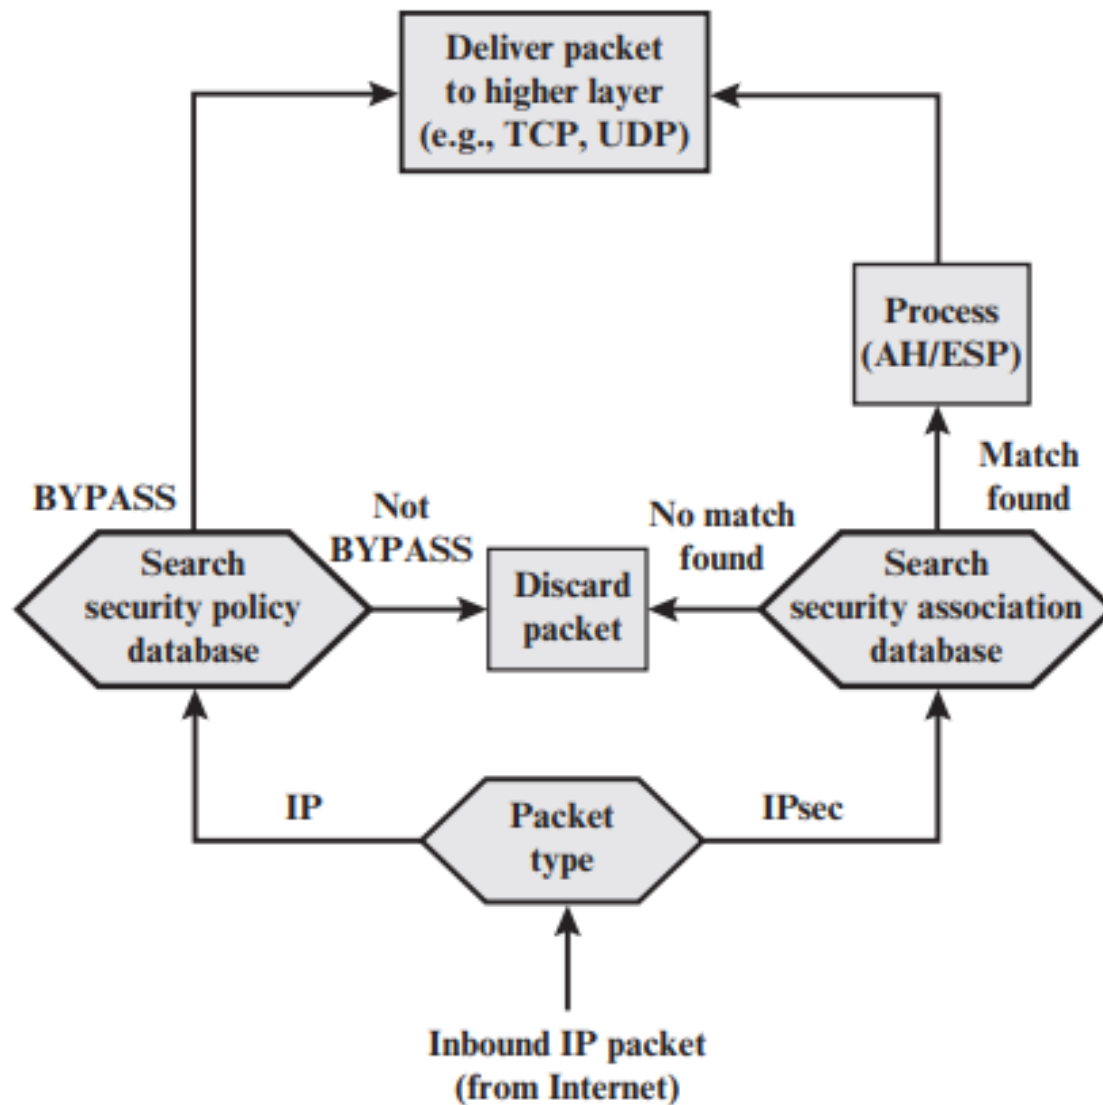 Deliver packet
to higher layer
(e.g., TCP, UDP)
Process
(AH/ESP)
Match
found
BYPASS
Not
BYPASS
No match
found
Search
security policy
database
Discard
packet
Search
security association
database
IP
IPsec
Packet
type
Inbound IP packet
(from Internet)